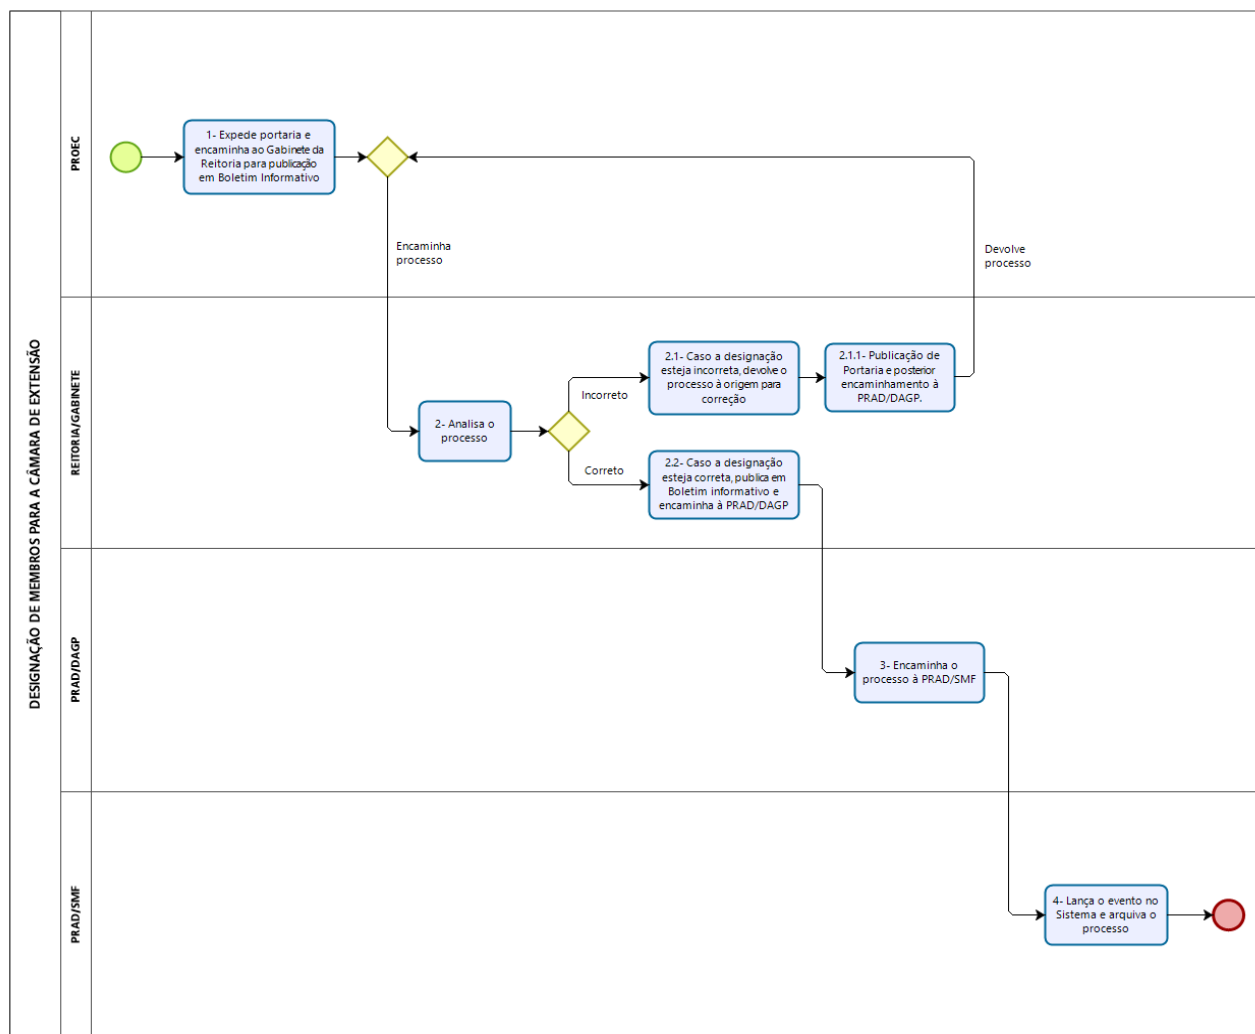 DESIGNAÇÃO DE MEMBROS PARA A CÂMARA DE EXTENSÃO
PROEC
1- Expede portaria e
encaminha ao Gabinete da
Reitoria para publicação
em Boletim Informativo
Encaminha
processo
Devolve
processo
REITORIA/GABINETE
2- Analisa o
processo
Incorreto
Correto
2.1- Caso a designação
esteja incorreta, devolve o
processo à origem para
correção
2.1.1- Publicação de
Portaria e posterior
encaminhamento à
PRAD/DAGP.
2.2- Caso a designação
esteja correta, publica em
Boletim informativo e
encaminha à PRAD/DAGP
PRAD/DAGP
3- Encaminha o
processo à PRAD/SMF
PRAD/SMF
4- Lança o evento no
Sistema e arquiva o
processo